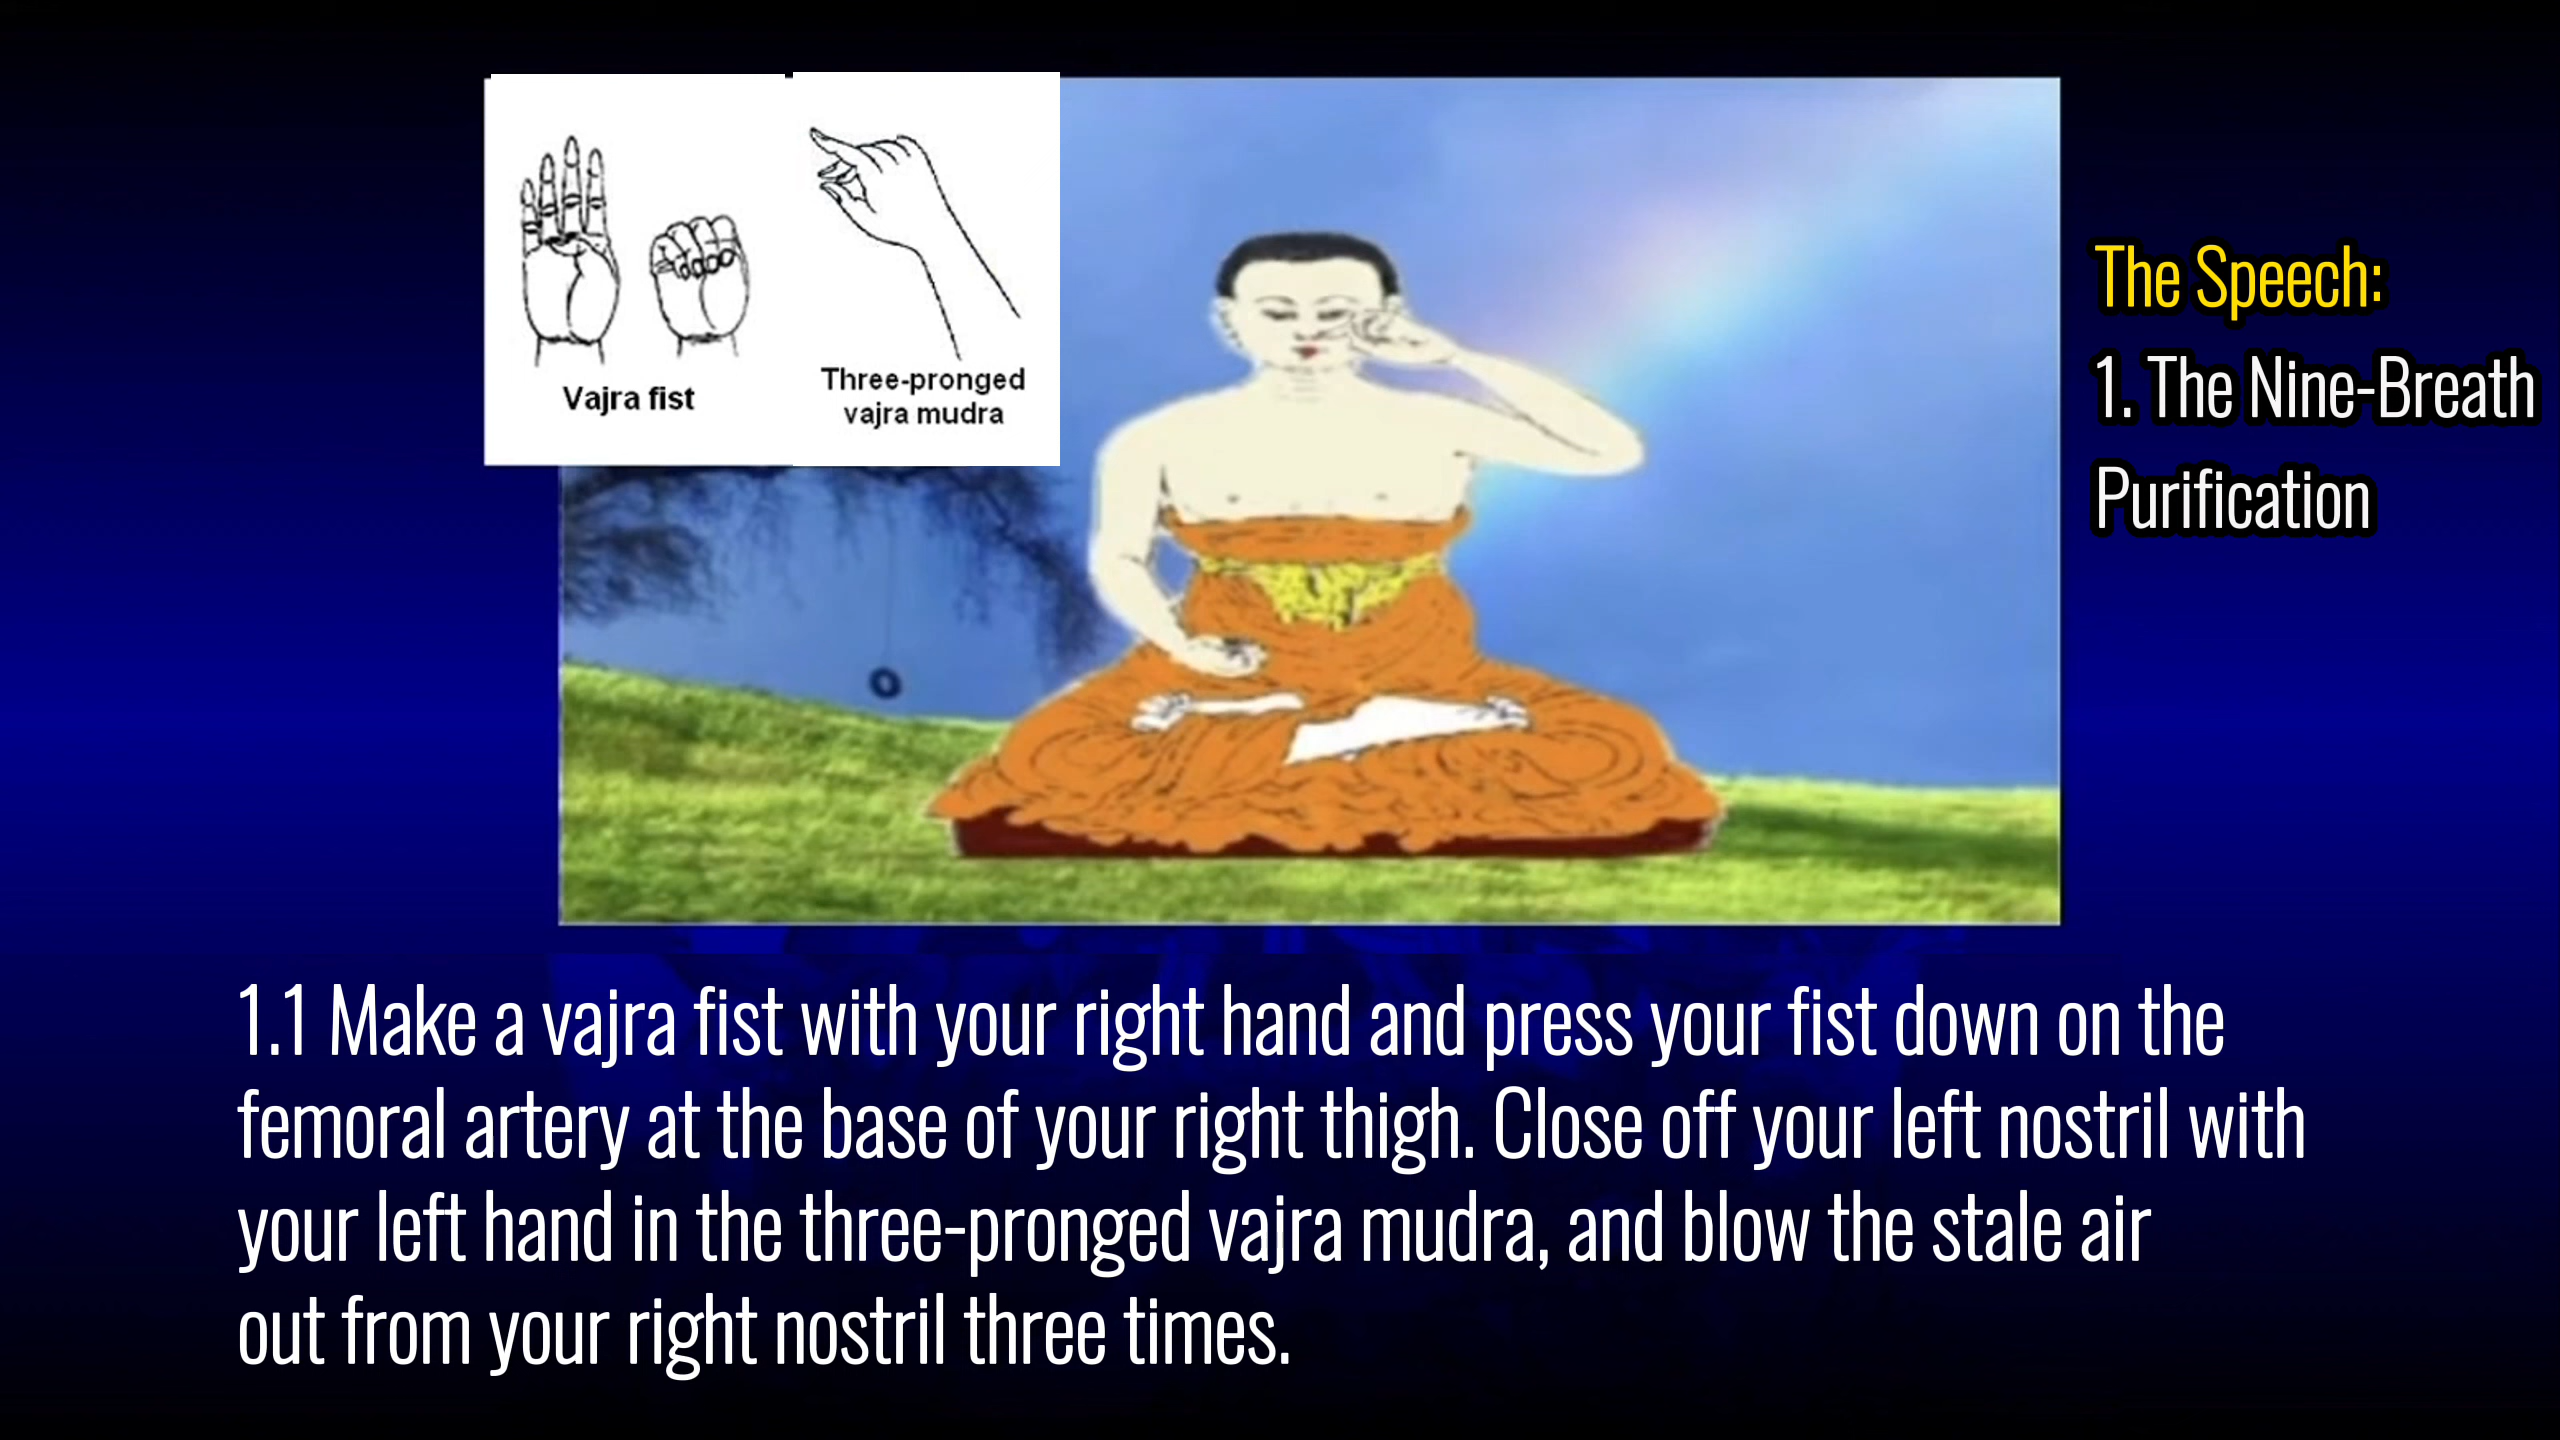 Vajra fist
Three-pronged
vajra mudra
The Speech:
1. The Nine-Breath
Purification
1.1 Make a vajra fist with your right hand and press your fist down on the
femoral artery at the base of your right thigh. Close off your left nostril with
your left hand in the three-pronged vajra mudra, and blow the stale air
out from your right nostril three times.